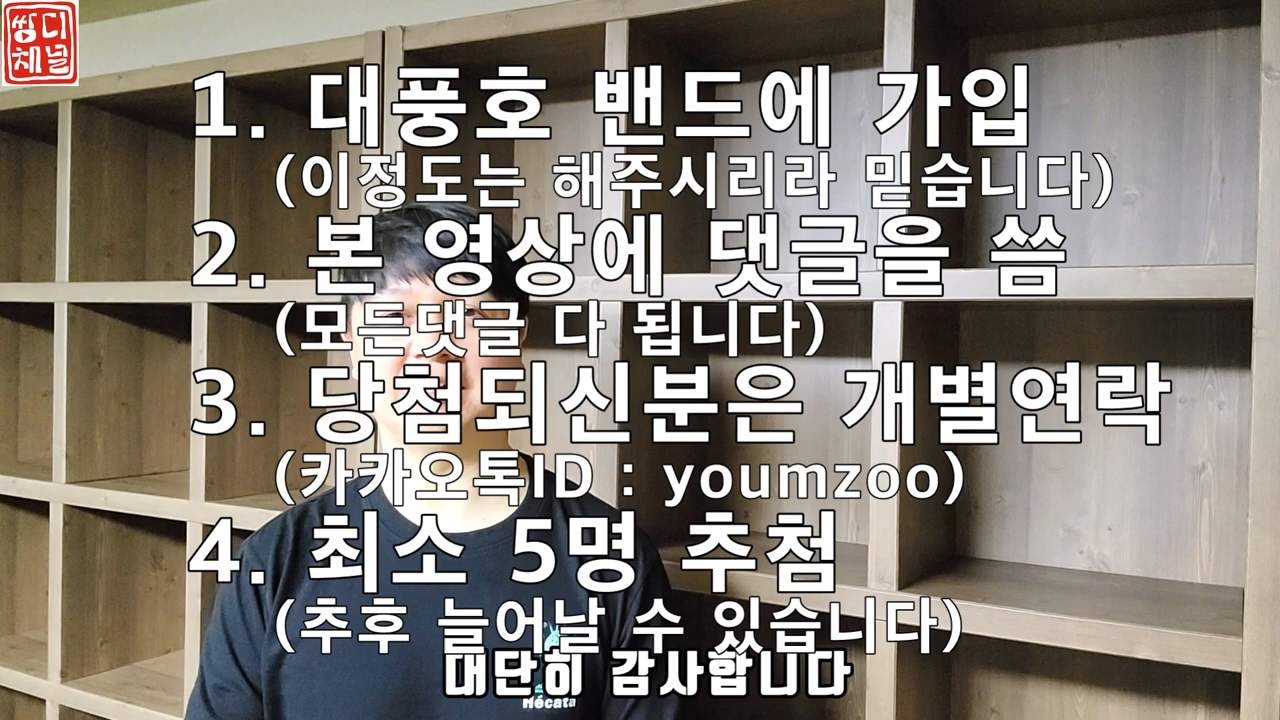 씽디
채널
1. 대풍호 밴드에 가입
(이정도는 해주시리라 믿습니다)
2. 본 영상에 댓글을 씀
(모든댓글 다 됩니다)
3. 당첨되신분은 개별연락
(카카오톡ID : youmzoo)
4. 최소 5명 추첨
(추후 늘어날 수 있습니다)
대단히 감사합니다
Hécata